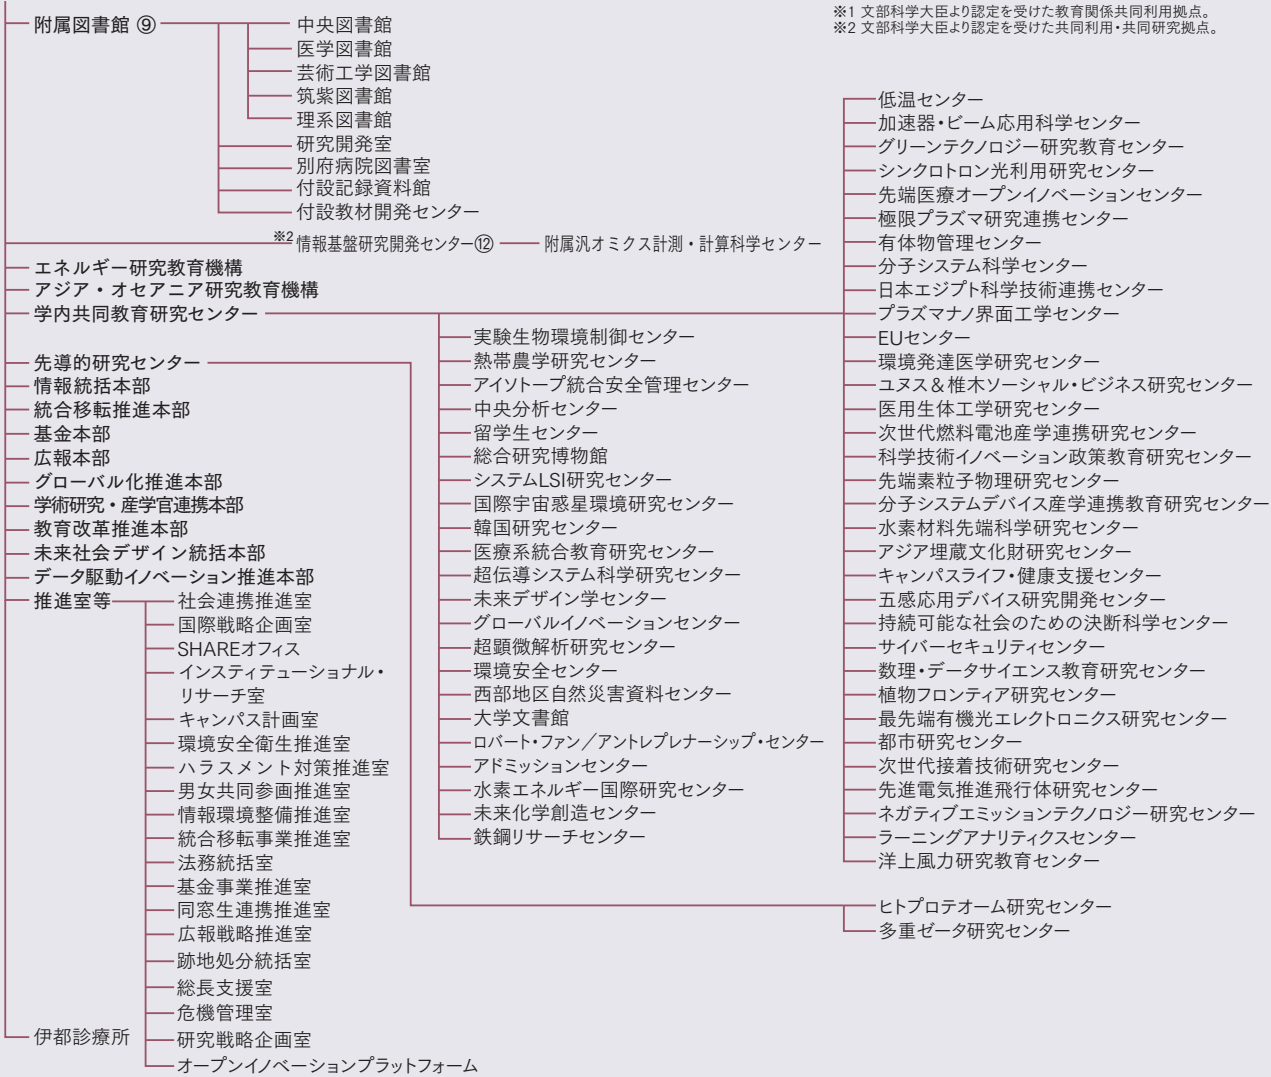 ※1 文部科学大臣より認定を受けた教育関係共同利用拠点。
※2 文部科学大臣より認定を受けた共同利用・共同研究拠点。
附属図書館 ⑨
中央図書館
医学図書館
芸術工学図書館
筑紫図書館
理系図書館
研究開発室
別府病院図書室
付設記録資料館
付設教材開発センター
※2 情報基盤研究開発センター⑫
附属汎オミクス計測・計算科学センター
エネルギー研究教育機構
アジア・オセアニア研究教育機構
学内共同教育研究センター
実験生物環境制御センター
熱帯農学研究センター
アイソトープ統合安全管理センター
中央分析センター
留学生センター
総合研究博物館
システムLSI研究センター
国際宇宙惑星環境研究センター
韓国研究センター
医療系統合教育研究センター
超伝導システム科学研究センター
未来デザイン学センター
グローバルイノベーションセンター
超顕微解析研究センター
環境安全センター
西部地区自然災害資料センター
大学文書館
ロバート・ファン／アントレプレナーシップ・センター
アドミッションセンター
水素エネルギー国際研究センター
未来化学創造センター
鉄鋼リサーチセンター
低温センター
加速器・ビーム応用科学センター
グリーンテクノロジー研究教育センター
シンクロトロン光利用研究センター
先端医療オープンイノベーションセンター
極限プラズマ研究連携センター
有体物管理センター
分子システム科学センター
日本エジプト科学技術連携センター
プラズマナノ界面工学センター
EUセンター
環境発達医学研究センター
ユヌス＆椎木ソーシャル・ビジネス研究センター
医用生体工学研究センター
次世代燃料電池産学連携研究センター
科学技術イノベーション政策教育研究センター
先端素粒子物理研究センター
分子システムデバイス産学連携教育研究センター
水素材料先端科学研究センター
アジア埋蔵文化財研究センター
キャンパスライフ・健康支援センター
五感応用デバイス研究開発センター
持続可能な社会のための決断科学センター
サイバーセキュリティセンター
数理・データサイエンス教育研究センター
植物フロンティア研究センター
最先端有機光エレクトロニクス研究センター
都市研究センター
次世代接着技術研究センター
先進電気推進飛行体研究センター
ネガティブエミッションテクノロジー研究センター
ラーニングアナリティクスセンター
洋上風力研究教育センター
先導的研究センター
ヒトプロテオーム研究センター
多重ゼータ研究センター
情報統括本部
統合移転推進本部
基金本部
広報本部
グローバル化推進本部
学術研究・産学官連携本部
教育改革推進本部
未来社会デザイン統括本部
データ駆動イノベーション推進本部
推進室等
社会連携推進室
国際戦略企画室
SHAREオフィス
インスティテューショナル・
リサーチ室
キャンパス計画室
環境安全衛生推進室
ハラスメント対策推進室
男女共同参画推進室
情報環境整備推進室
統合移転事業推進室
法務統括室
基金事業推進室
同窓生連携推進室
広報戦略推進室
跡地処分統括室
総長支援室
危機管理室
研究戦略企画室
オープンイノベーションプラットフォーム
伊都診療所